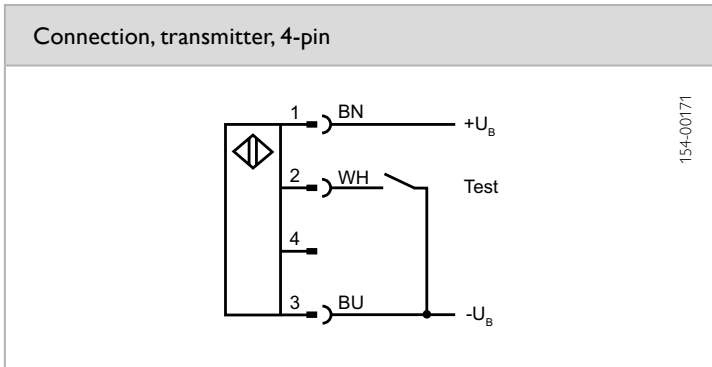 Connection, transmitter, 4-pin
1 BN +U_B
2 WH Test
4
3 BU -U_B
154-00171